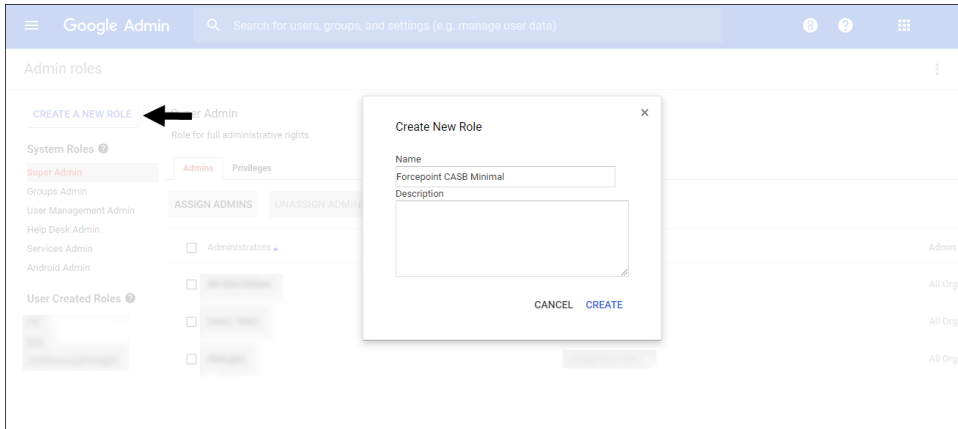 Google Admin
Search for users, groups, and settings (e.g. manage user data)
8
?
Admin roles
CREATE A NEW ROLE
Super Admin
Role for full administrative rights
System Roles ?
Super Admin
Groups Admin
User Management Admin
Help Desk Admin
Services Admin
Android Admin
User Created Roles ?
Admins Privileges
ASSIGN ADMINS UNASSIGN ADMIN
Administrators
Admin
All Org
All Org
All Org
Create New Role
×
Name
Forcepoint CASB Minimal
Description
CANCEL CREATE